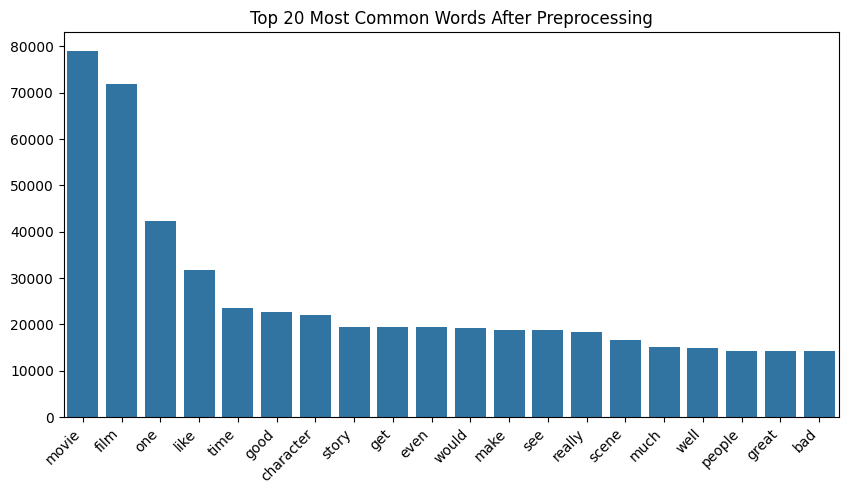 Top 20 Most Common Words After Preprocessing
80000
70000
60000
50000
40000
30000
20000
10000
0
movie
film
one
like
time
good
character
story
get
even
would
make
see
really
scene
much
well
people
great
bad